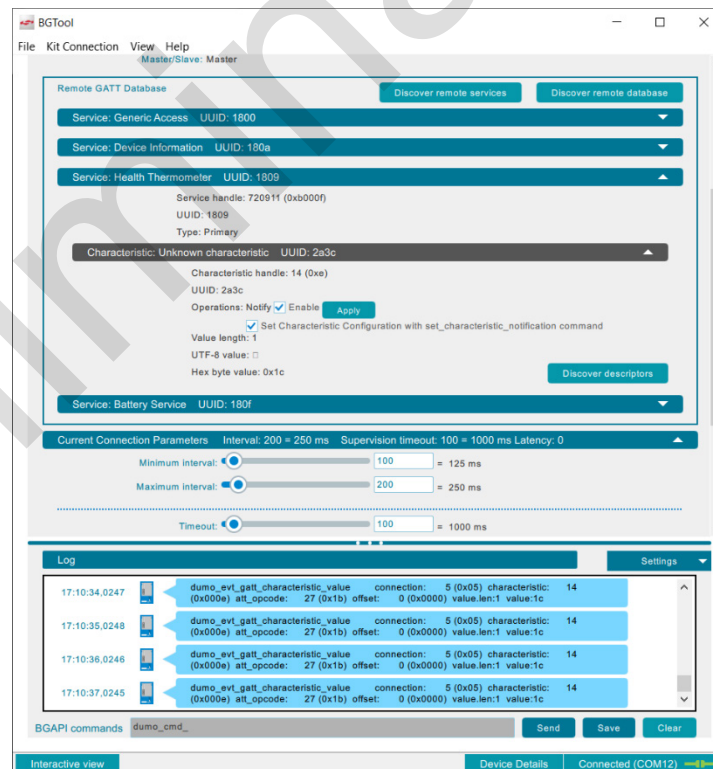 BGTool
File Kit Connection View Help
Master/Slave: Master
Remote GATT Database
Discover remote services
Discover remote database
Service: Generic Access UUID: 1800
Service: Device Information UUID: 180a
Service: Health Thermometer UUID: 1809
Service handle: 720911 (0xb000f)
UUID: 1809
Type: Primary
Characteristic: Unknown characteristic UUID: 2a3c
Characteristic handle: 14 (0xe)
UUID: 2a3c
Operations: Notify Enable Apply
Set Characteristic Configuration with set_characteristic_notification command
Value length: 1
UTF-8 value: □
Hex byte value: 0x1c
Discover descriptors
Service: Battery Service UUID: 180f
Current Connection Parameters Interval: 200 = 250 ms Supervision timeout: 100 = 1000 ms Latency: 0
Minimum interval: 100 = 125 ms
Maximum interval: 200 = 250 ms
Timeout: 100 = 1000 ms
Log
Settings
17:10:34,0247
dumo_evt_gatt_characteristic_value connection: 5 (0x05) characteristic: 14
(0x000e) att_opcode: 27 (0x1b) offset: 0 (0x0000) value.len:1 value:1c
17:10:35,0248
dumo_evt_gatt_characteristic_value connection: 5 (0x05) characteristic: 14
(0x000e) att_opcode: 27 (0x1b) offset: 0 (0x0000) value.len:1 value:1c
17:10:36,0246
dumo_evt_gatt_characteristic_value connection: 5 (0x05) characteristic: 14
(0x000e) att_opcode: 27 (0x1b) offset: 0 (0x0000) value.len:1 value:1c
17:10:37,0245
dumo_evt_gatt_characteristic_value connection: 5 (0x05) characteristic: 14
(0x000e) att_opcode: 27 (0x1b) offset: 0 (0x0000) value.len:1 value:1c
BGAPI commands dumo_cmd_ Send Save Clear
Interactive view
Device Details
Connected (COM12)